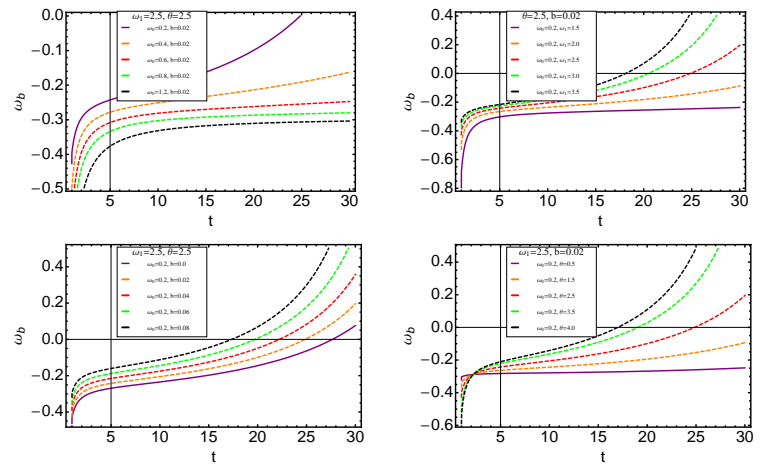 ω₁=2.5, θ=2.5
ω₀=0.2, b=0.02
ω₀=0.4, b=0.02
ω₀=0.6, b=0.02
ω₀=0.8, b=0.02
ω₀=1.2, b=0.02
0.0
−0.1
−0.2
−0.3
−0.4
−0.5
ω_b
5 10 15 20 25 30
t
θ=2.5, b=0.02
ω₀=0.2, ω₁=1.5
ω₀=0.2, ω₁=2.0
ω₀=0.2, ω₁=2.5
ω₀=0.2, ω₁=3.0
ω₀=0.2, ω₁=3.5
0.4
0.2
0.0
−0.2
−0.4
−0.6
−0.8
ω_b
5 10 15 20 25 30
t
ω₁=2.5, θ=2.5
ω₀=0.2, b=0.0
ω₀=0.2, b=0.02
ω₀=0.2, b=0.04
ω₀=0.2, b=0.06
ω₀=0.2, b=0.08
0.4
0.2
0.0
−0.2
−0.4
ω_b
5 10 15 20 25 30
t
ω₁=2.5, b=0.02
ω₀=0.2, θ=0.5
ω₀=0.2, θ=1.5
ω₀=0.2, θ=2.5
ω₀=0.2, θ=3.5
ω₀=0.2, θ=4.0
0.4
0.2
0.0
−0.2
−0.4
−0.6
ω_b
5 10 15 20 25 30
t